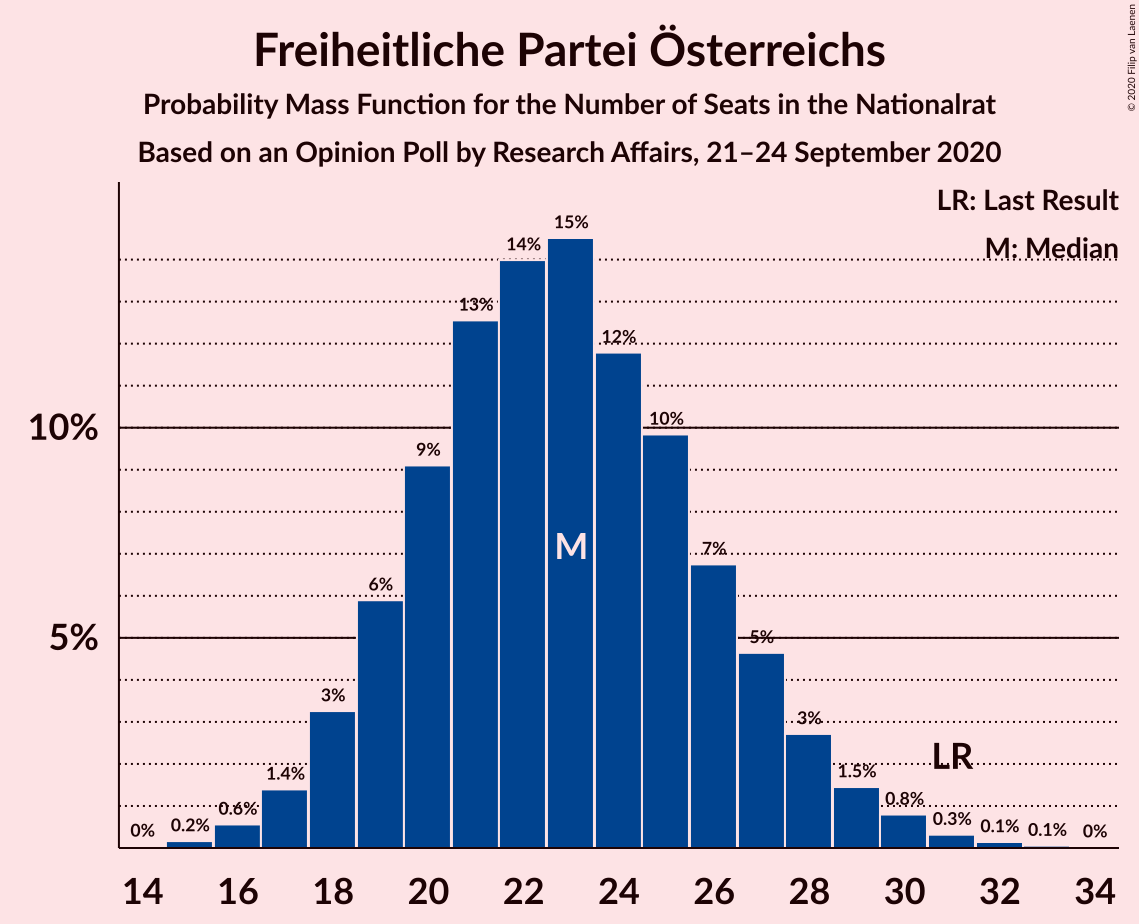 Freiheitliche Partei Österreichs
Probability Mass Function for the Number of Seats in the Nationalrat
Based on an Opinion Poll by Research Affairs, 21–24 September 2020
© 2020 Filip van Laenen
LR: Last Result
M: Median
10%
5%
0%
0.2%
0.6%
1.4%
3%
6%
9%
13%
14%
15%
12%
10%
7%
5%
3%
1.5%
0.8%
0.3%
0.1%
0.1%
0%
M
LR
14 16 18 20 22 24 26 28 30 32 34